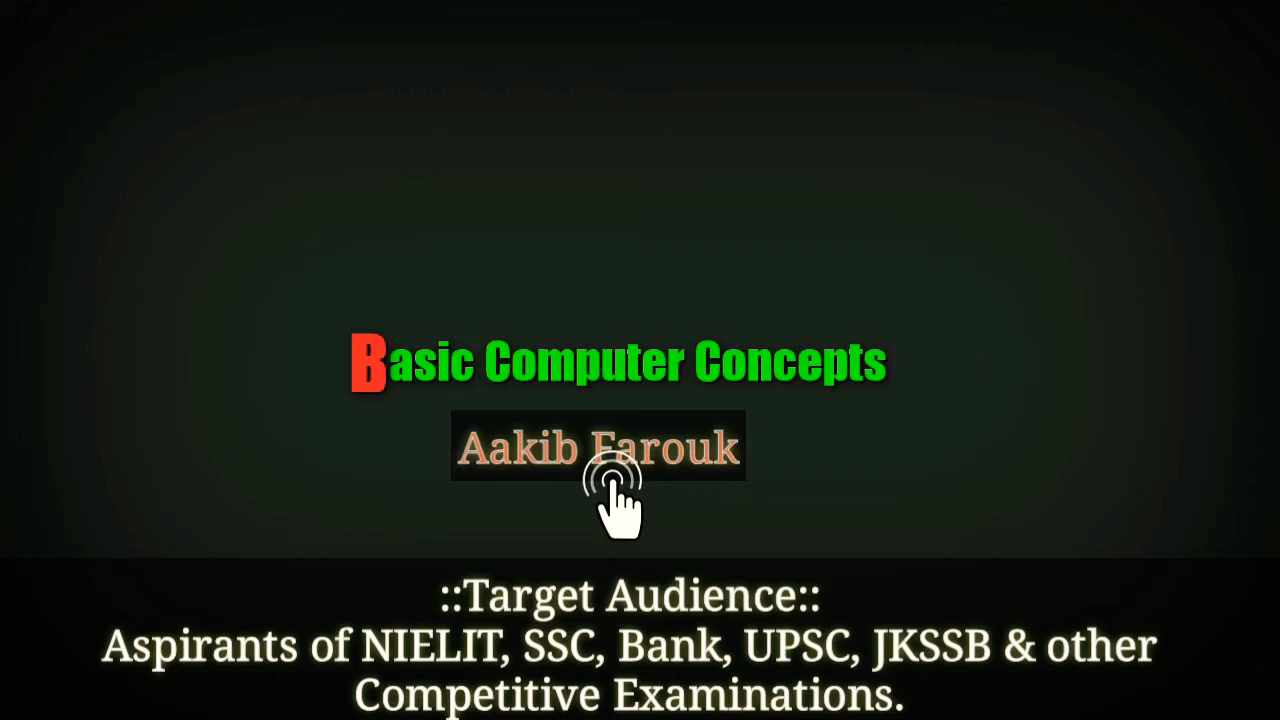 Basic Computer Concepts
Aakib Farouk
::Target Audience::
Aspirants of NIELIT, SSC, Bank, UPSC, JKSSB & other
Competitive Examinations.